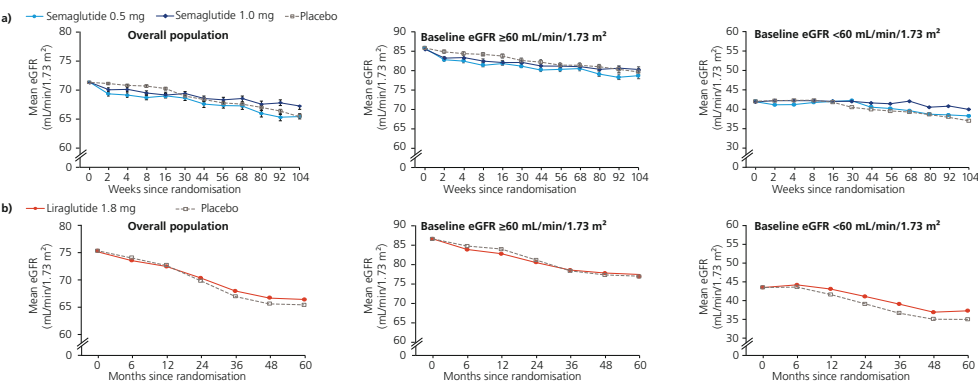 a)
Semaglutide 0.5 mg
Semaglutide 1.0 mg
Placebo
Overall population
Mean eGFR
(mL/min/1.73 m²)
80
75
70
65
60
0
0 2 4 8 16 30 44 56 68 80 92 104
Weeks since randomisation
Baseline eGFR ≥60 mL/min/1.73 m²
Mean eGFR
(mL/min/1.73 m²)
90
85
80
75
70
65
60
0
0 2 4 8 16 30 44 56 68 80 92 104
Weeks since randomisation
Baseline eGFR <60 mL/min/1.73 m²
Mean eGFR
(mL/min/1.73 m²)
60
55
50
45
40
35
30
0
0 2 4 8 16 30 44 56 68 80 92 104
Weeks since randomisation
b)
Liraglutide 1.8 mg
Placebo
Overall population
Mean eGFR
(mL/min/1.73 m²)
80
75
70
65
60
0
0 6 12 24 36 48 60
Months since randomisation
Baseline eGFR ≥60 mL/min/1.73 m²
Mean eGFR
(mL/min/1.73 m²)
90
85
80
75
70
65
60
0
0 6 12 24 36 48 60
Months since randomisation
Baseline eGFR <60 mL/min/1.73 m²
Mean eGFR
(mL/min/1.73 m²)
60
55
50
45
40
35
30
0
0 6 12 24 36 48 60
Months since randomisation